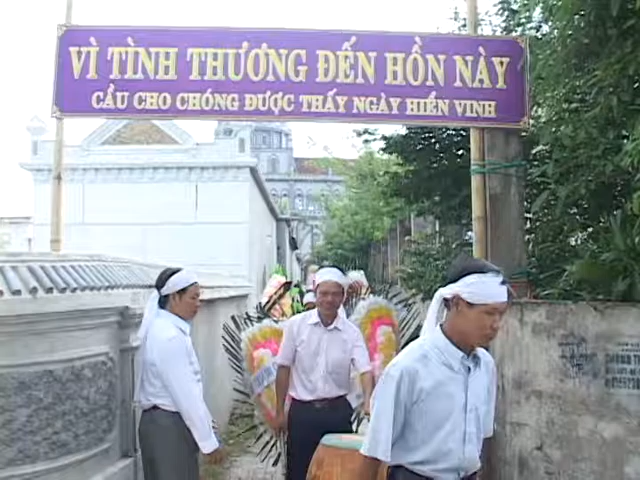 VÌ TÌNH THƯƠNG ĐẾN HỒN NÀY
CẦU CHO CHÓNG ĐƯỢC THẤY NGÀY HIỂN VINH